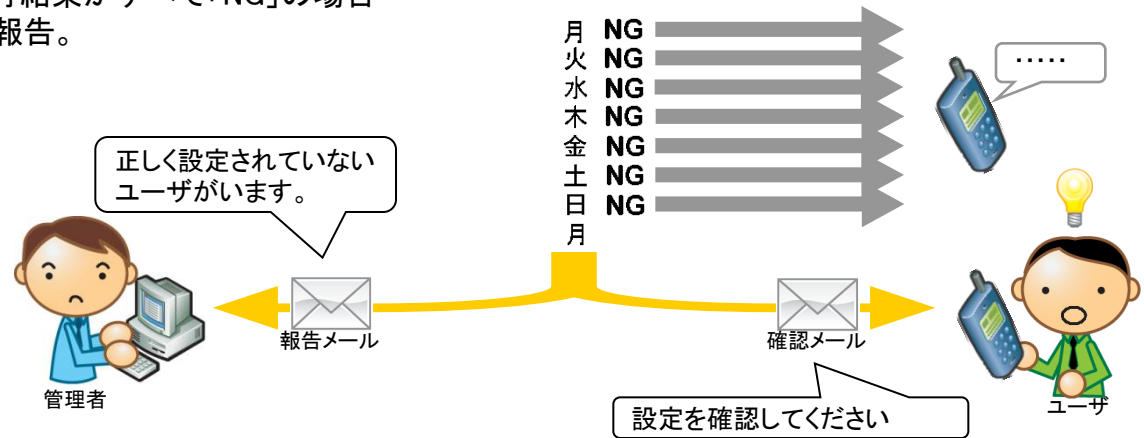 結果がすべて「NG」の場合
報告。
月 NG
火 NG
水 NG
木 NG
金 NG
土 NG
日 NG
月
・・・・・
正しく設定されていない
ユーザがいます。
報告メール
確認メール
管理者
ユーザ
設定を確認してください